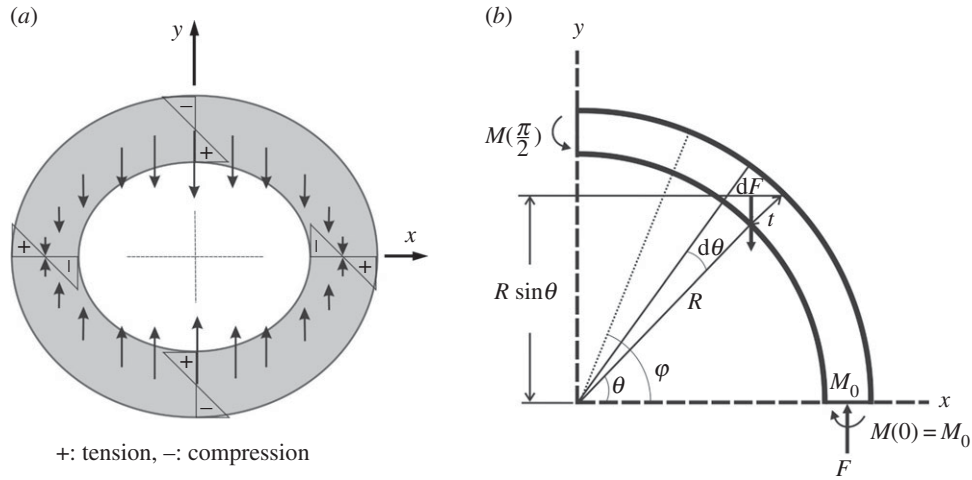 (a)
y
–
+
x
+
–
–
+
+
–
+: tension, –: compression
(b)
y
M(π/2)
dF
t
dθ
R sinθ
R
φ
θ
M₀
x
M(0) = M₀
F